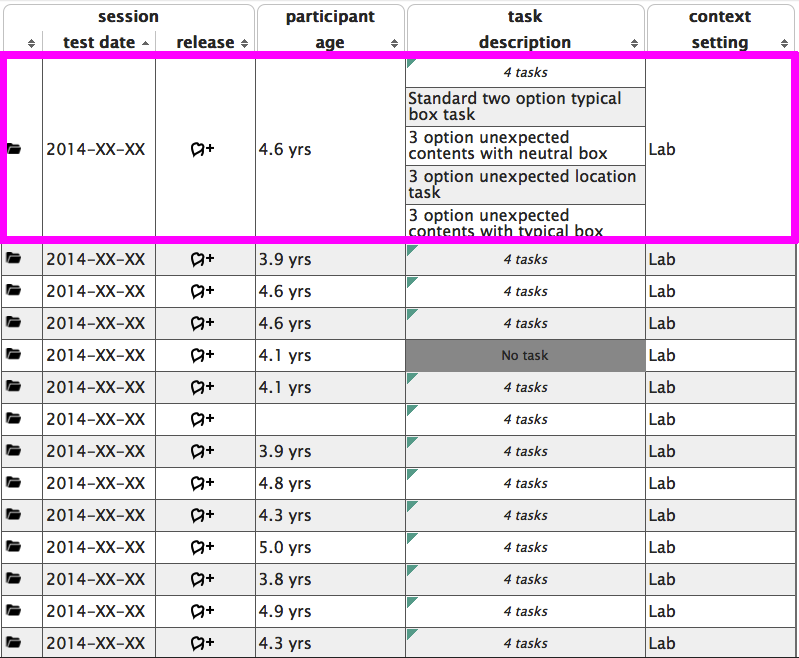 session participant task context
test date release age description setting
4 tasks
Standard two option typical
box task
3 option unexpected
contents with neutral box
2014-XX-XX + 4.6 yrs Lab
3 option unexpected location
task
3 option unexpected
contents with typical box
2014-XX-XX + 3.9 yrs 4 tasks Lab
2014-XX-XX + 4.6 yrs 4 tasks Lab
2014-XX-XX + 4.6 yrs 4 tasks Lab
2014-XX-XX + 4.1 yrs No task Lab
2014-XX-XX + 4.1 yrs 4 tasks Lab
2014-XX-XX + 4 tasks Lab
2014-XX-XX + 3.9 yrs 4 tasks Lab
2014-XX-XX + 4.8 yrs 4 tasks Lab
2014-XX-XX + 4.3 yrs 4 tasks Lab
2014-XX-XX + 5.0 yrs 4 tasks Lab
2014-XX-XX + 3.8 yrs 4 tasks Lab
2014-XX-XX + 4.9 yrs 4 tasks Lab
2014-XX-XX + 4.3 yrs 4 tasks Lab